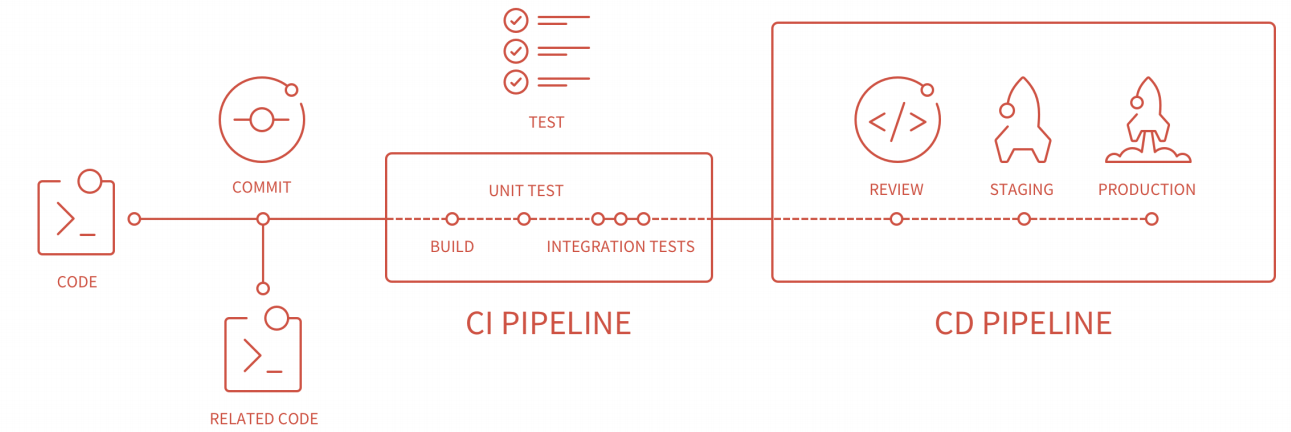 TEST
COMMIT
CODE
RELATED CODE
UNIT TEST
BUILD
INTEGRATION TESTS
CI PIPELINE
REVIEW
STAGING
PRODUCTION
CD PIPELINE